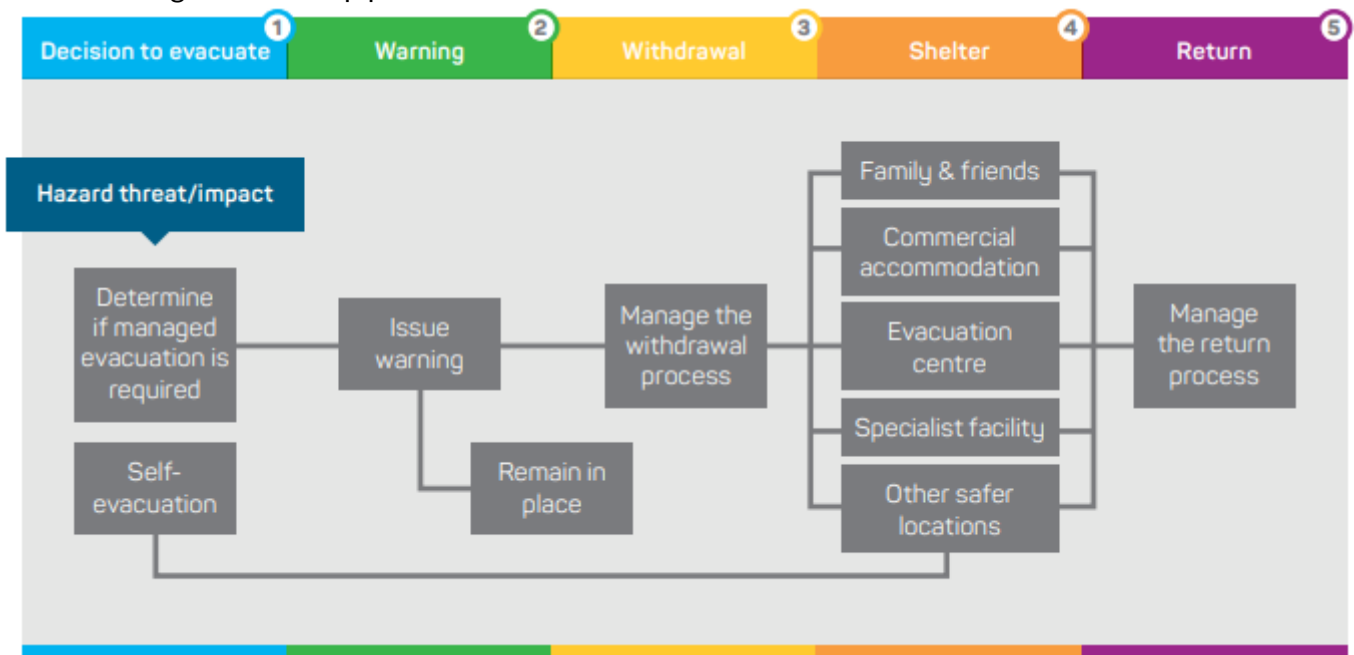 Decision to evacuate
1
Warning
2
Withdrawal
3
Shelter
4
Return
5
Hazard threat/impact
Determine
if managed
evacuation is
required
Self-
evacuation
Issue
warning
Remain in
place
Manage the
withdrawal
process
Family & friends
Commercial
accommodation
Evacuation
centre
Specialist facility
Other safer
locations
Manage
the return
process